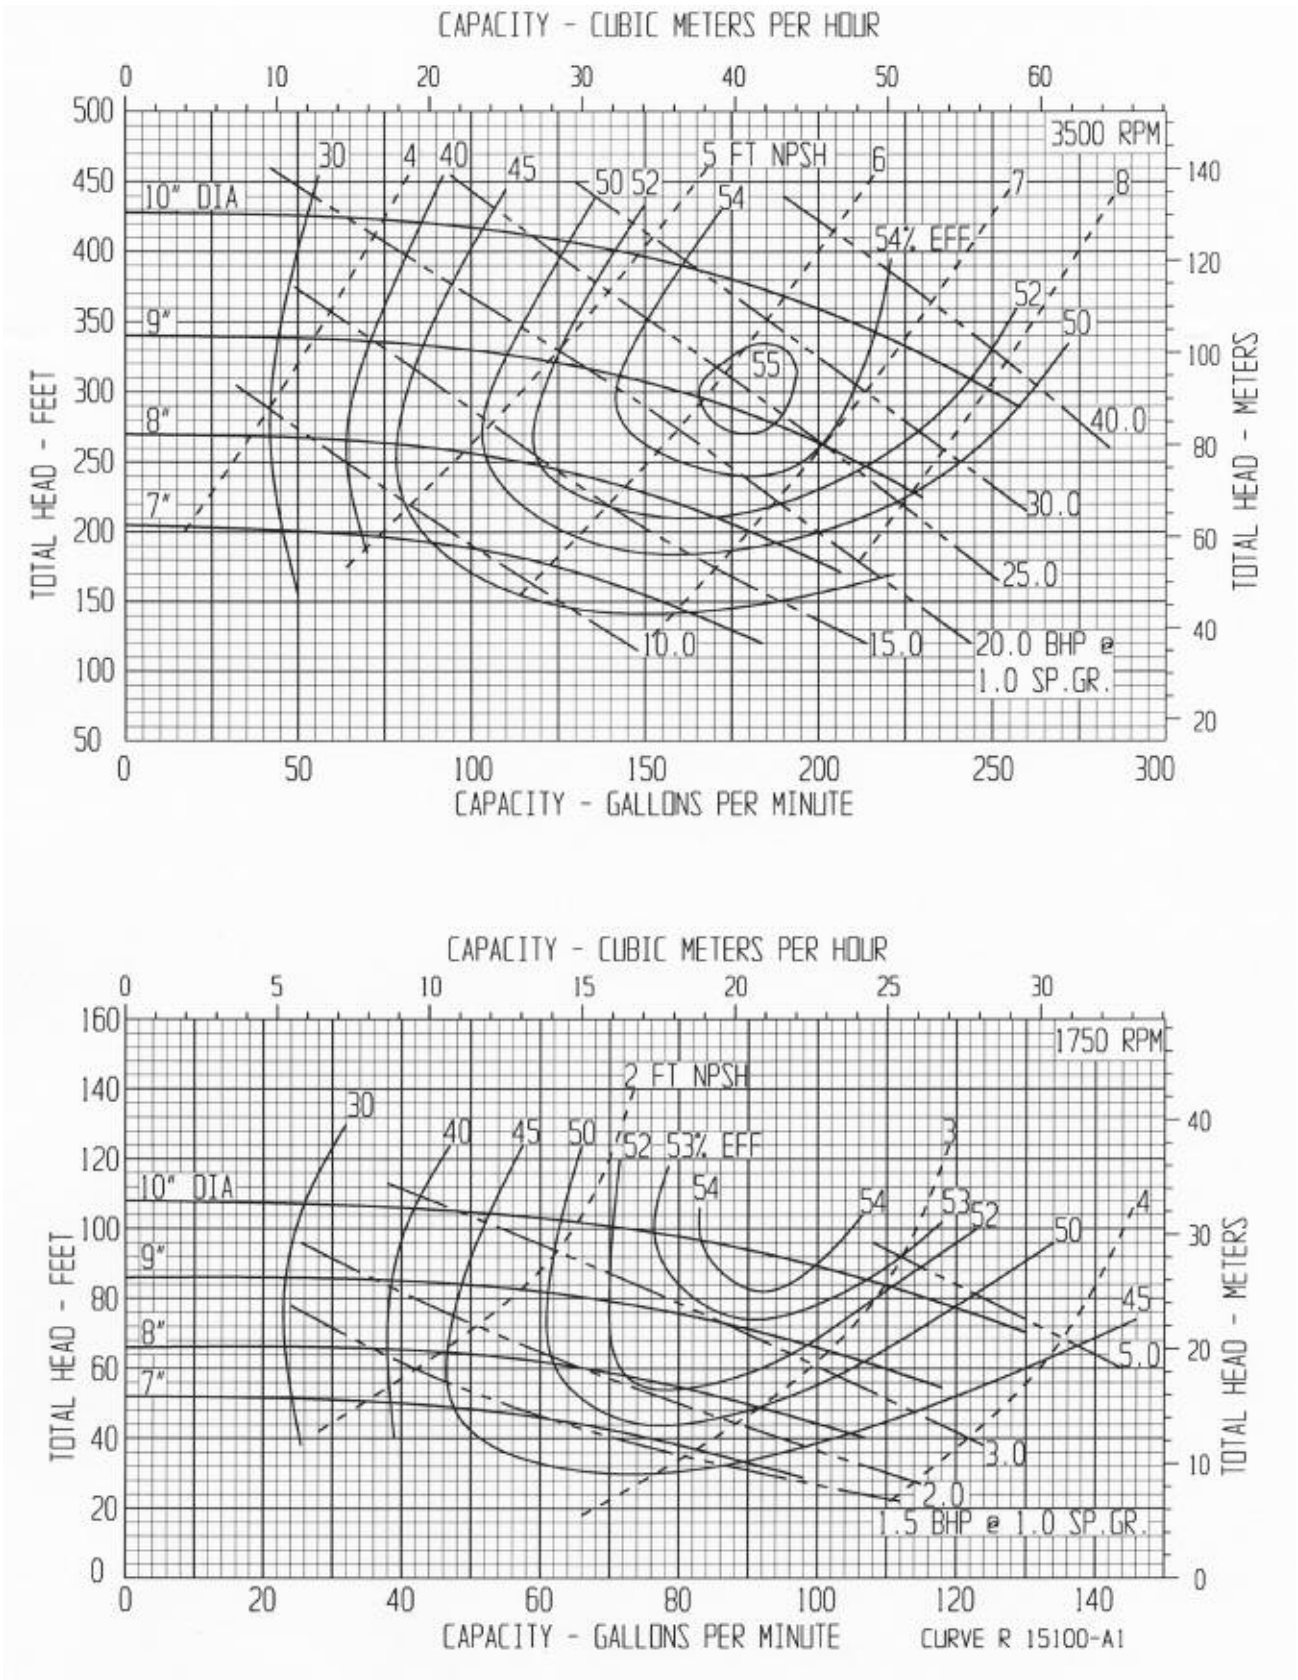 CAPACITY - CUBIC METERS PER HOUR
0 10 20 30 40 50 60
500 3500 RPM
30 4 40 45 50 52 5 FT NPSH 54 6 7 8
450 140
10" DIA
54% EFF
400 120
52
350 50
9" 100
55
300
40.0
8"
250 80
30.0
7"
200 60
25.0
150
10.0 15.0 20.0 BHP @ 40
1.0 SP.GR.
100
20
50
TOTAL HEAD - FEET
TOTAL HEAD - METERS
0 50 100 150 200 250 300
CAPACITY - GALLONS PER MINUTE
CAPACITY - CUBIC METERS PER HOUR
0 5 10 15 20 25 30
160 1750 RPM
2 FT NPSH
140
30
40 45 50 52 53% EFF 3 40
120
10" DIA 54 54 53 52 4
50
100 30
9"
80 45
8" 20
5.0
60
7"
40
3.0 10
2.0
20
1.5 BHP @ 1.0 SP.GR.
0 0
TOTAL HEAD - FEET
TOTAL HEAD - METERS
0 20 40 60 80 100 120 140
CAPACITY - GALLONS PER MINUTE CURVE R 15100-A1